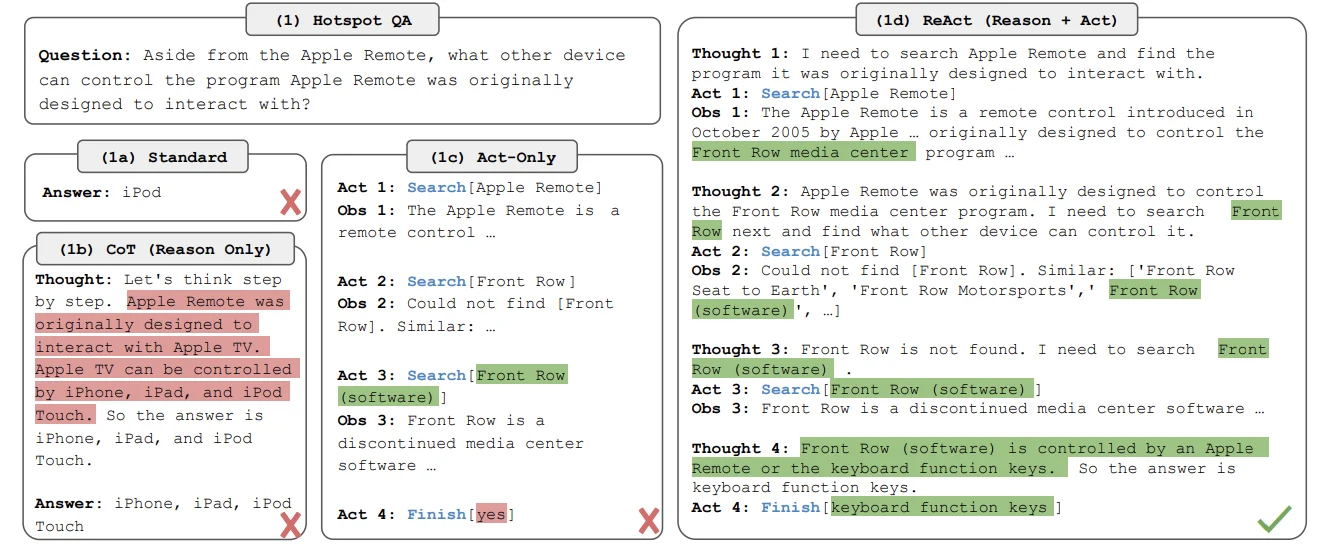 (1) Hotspot QA
Question: Aside from the Apple Remote, what other device
can control the program Apple Remote was originally
designed to interact with?
(1a) Standard
Answer: iPod
(1b) CoT (Reason Only)
Thought: Let's think step
by step. Apple Remote was
originally designed to
interact with Apple TV.
Apple TV can be controlled
by iPhone, iPad, and iPod
Touch. So the answer is
iPhone, iPad, and iPod
Touch.
Answer: iPhone, iPad, iPod
Touch
(1c) Act-Only
Act 1: Search[Apple Remote]
Obs 1: The Apple Remote is a
remote control …
Act 2: Search[Front Row]
Obs 2: Could not find [Front
Row]. Similar: …
Act 3: Search[Front Row
(software)]
Obs 3: Front Row is a
discontinued media center
software …
Act 4: Finish[yes]
(1d) ReAct (Reason + Act)
Thought 1: I need to search Apple Remote and find the
program it was originally designed to interact with.
Act 1: Search[Apple Remote]
Obs 1: The Apple Remote is a remote control introduced in
October 2005 by Apple … originally designed to control the
Front Row media center program …
Thought 2: Apple Remote was originally designed to control
the Front Row media center program. I need to search Front
Row next and find what other device can control it.
Act 2: Search[Front Row]
Obs 2: Could not find [Front Row]. Similar: ['Front Row
Seat to Earth', 'Front Row Motorsports',' Front Row
(software)', …]
Thought 3: Front Row is not found. I need to search Front
Row (software) .
Act 3: Search[Front Row (software)]
Obs 3: Front Row is a discontinued media center software …
Thought 4: Front Row (software) is controlled by an Apple
Remote or the keyboard function keys. So the answer is
keyboard function keys.
Act 4: Finish[keyboard function keys]